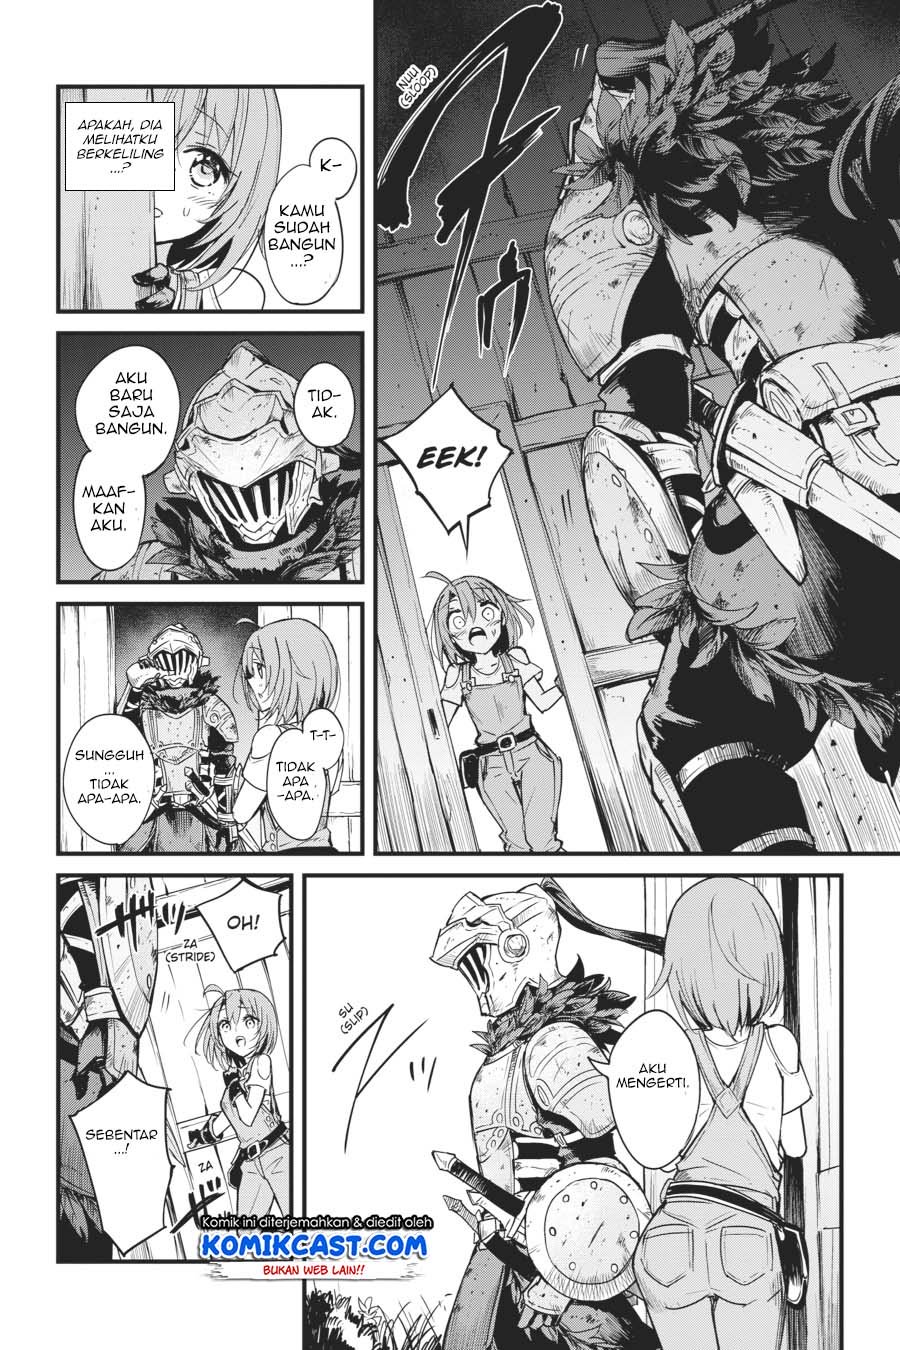 NUU
(SLOOP)
EEK!
K-
KAMU
SUDAH
BANGUN
....?
APAKAH, DIA
MELIHATKU
BERKELILING
....?
TID-
AK.
AKU
BARU
SAJA
BANGUN.
MAAF-
KAN
AKU.
T-T-
TIDAK
APA
-APA.
SUNGGUH
...
TIDAK
APA-APA.
AKU
MENGERTI.
SU
(SLIP)
OH!
ZA
(STRIDE)
SEBENTAR
....!
ZA
Komik ini diterjemahkan & diedit oleh
KOMIKCAST.COM
BUKAN WEB LAIN!!